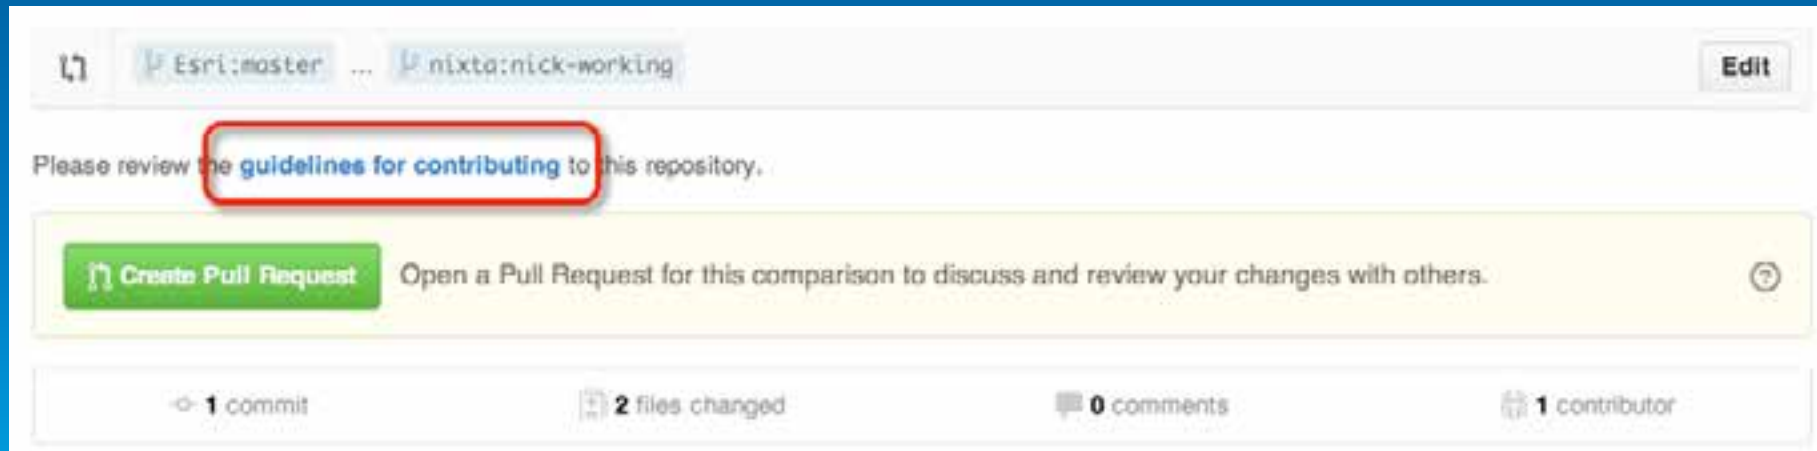 Esri:master ... nixta:nick-working Edit
Please review the guidelines for contributing to this repository.
Create Pull Request Open a Pull Request for this comparison to discuss and review your changes with others. ?
1 commit 2 files changed 0 comments 1 contributor